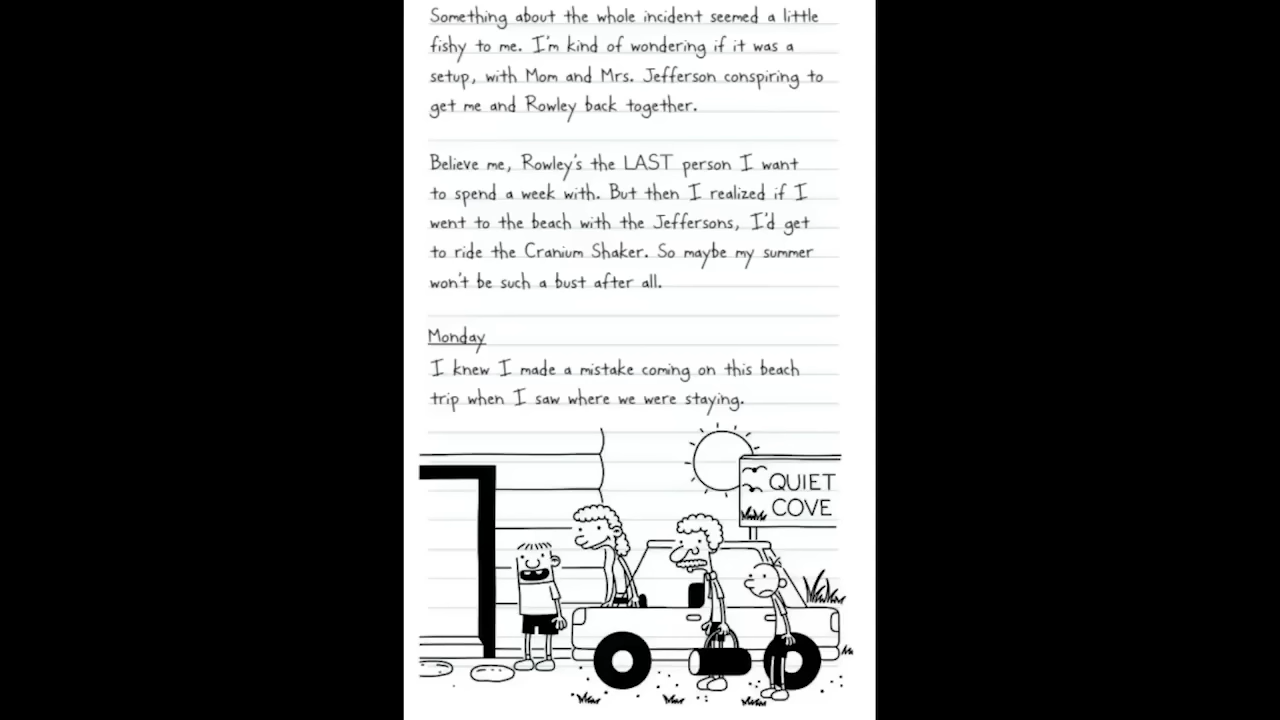 Something about the whole incident seemed a little
fishy to me. I'm kind of wondering if it was a
setup, with Mom and Mrs. Jefferson conspiring to
get me and Rowley back together.
Believe me, Rowley's the LAST person I want
to spend a week with. But then I realized if I
went to the beach with the Jeffersons, I'd get
to ride the Cranium Shaker. So maybe my summer
won't be such a bust after all.
Monday
I knew I made a mistake coming on this beach
trip when I saw where we were staying.
QUIET
COVE